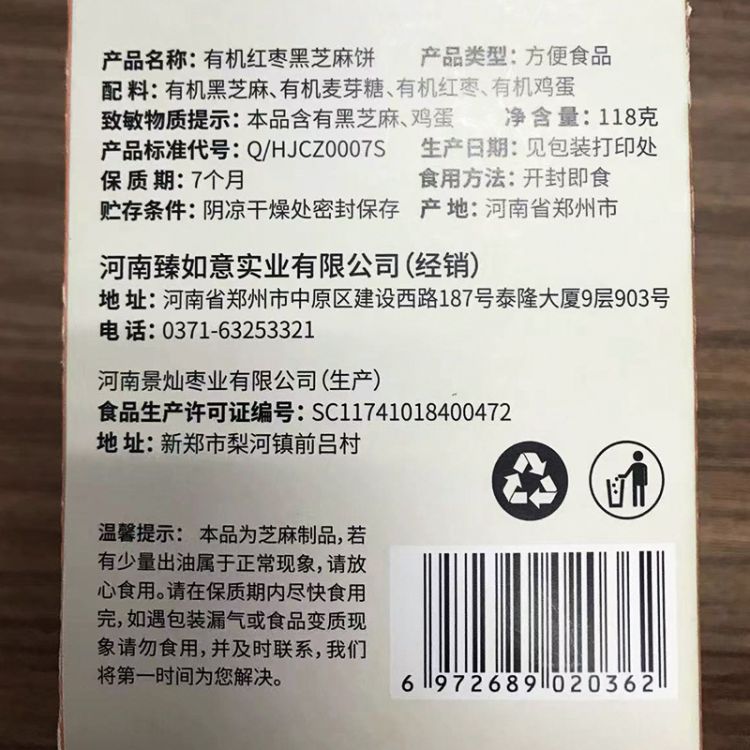 产品名称：有机红枣黑芝麻饼 产品类型：方便食品
配料：有机黑芝麻、有机麦芽糖、有机红枣、有机鸡蛋
致敏物质提示：本品含有黑芝麻、鸡蛋 净含量：118克
产品标准代号：Q/HJCZ0007S 生产日期：见包装打印处
保质期：7个月 食用方法：开封即食
贮存条件：阴凉干燥处密封保存 产地：河南省郑州市
河南臻如意实业有限公司（经销）
地址：河南省郑州市中原区建设西路187号泰隆大厦9层903号
电话：0371-63253321
河南景灿枣业有限公司（生产）
食品生产许可证编号：SC11741018400472
地址：新郑市梨河镇前吕村
温馨提示：本品为芝麻制品，若
有少量出油属于正常现象，请放
心食用。请在保质期内尽快食用
完，如遇包装漏气或食品变质现
象请勿食用，并及时联系，我们
将第一时间为您解决。
6 972689 020362